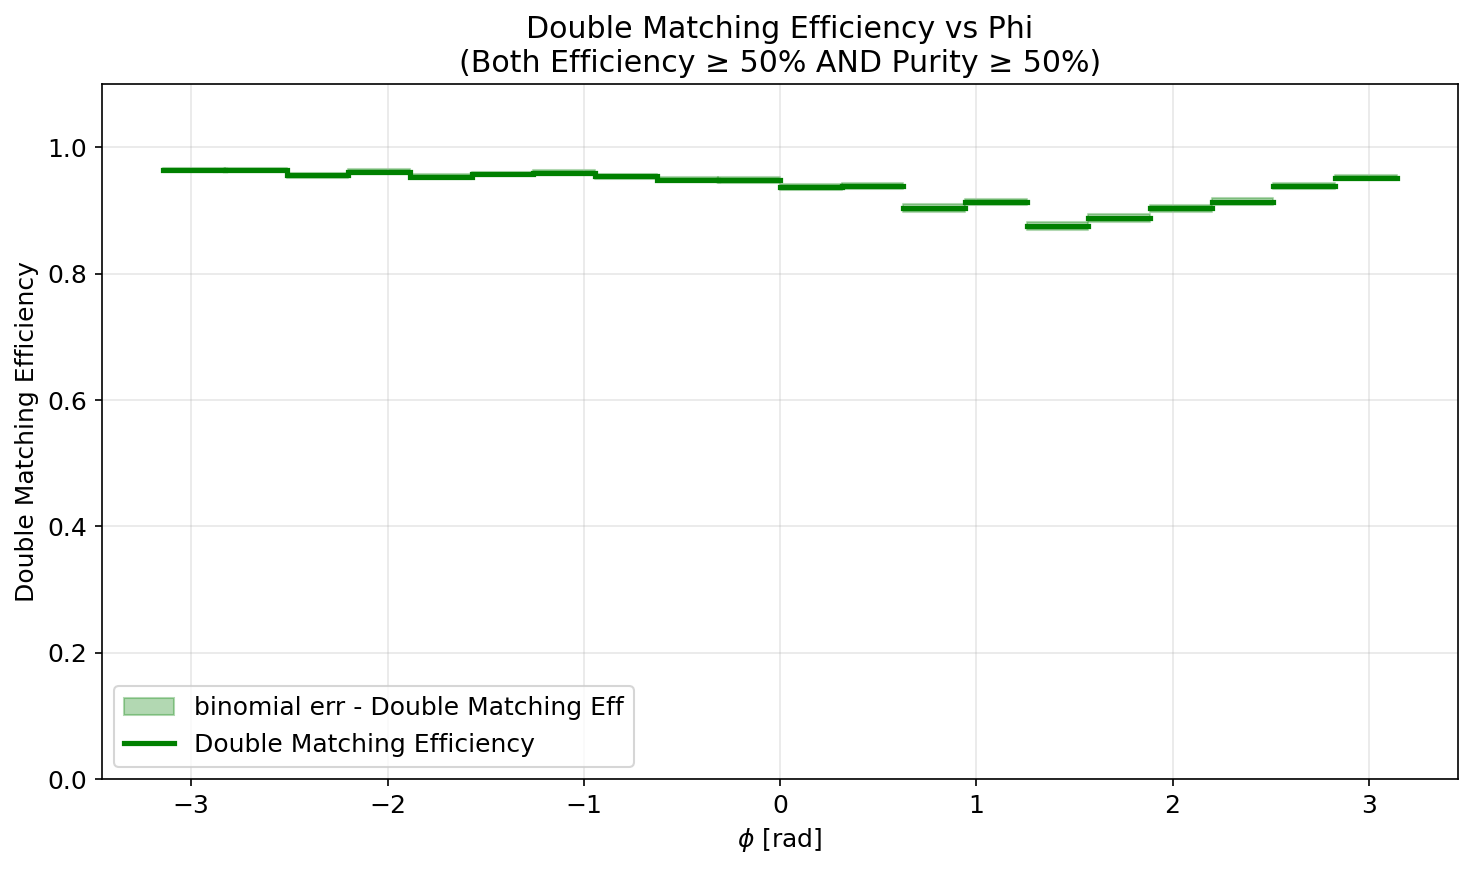 Double Matching Efficiency vs Phi
(Both Efficiency ≥ 50% AND Purity ≥ 50%)
Double Matching Efficiency
1.0
0.8
0.6
0.4
0.2
0.0
binomial err - Double Matching Eff
Double Matching Efficiency
−3
−2
−1
0
1
2
3
ϕ [rad]